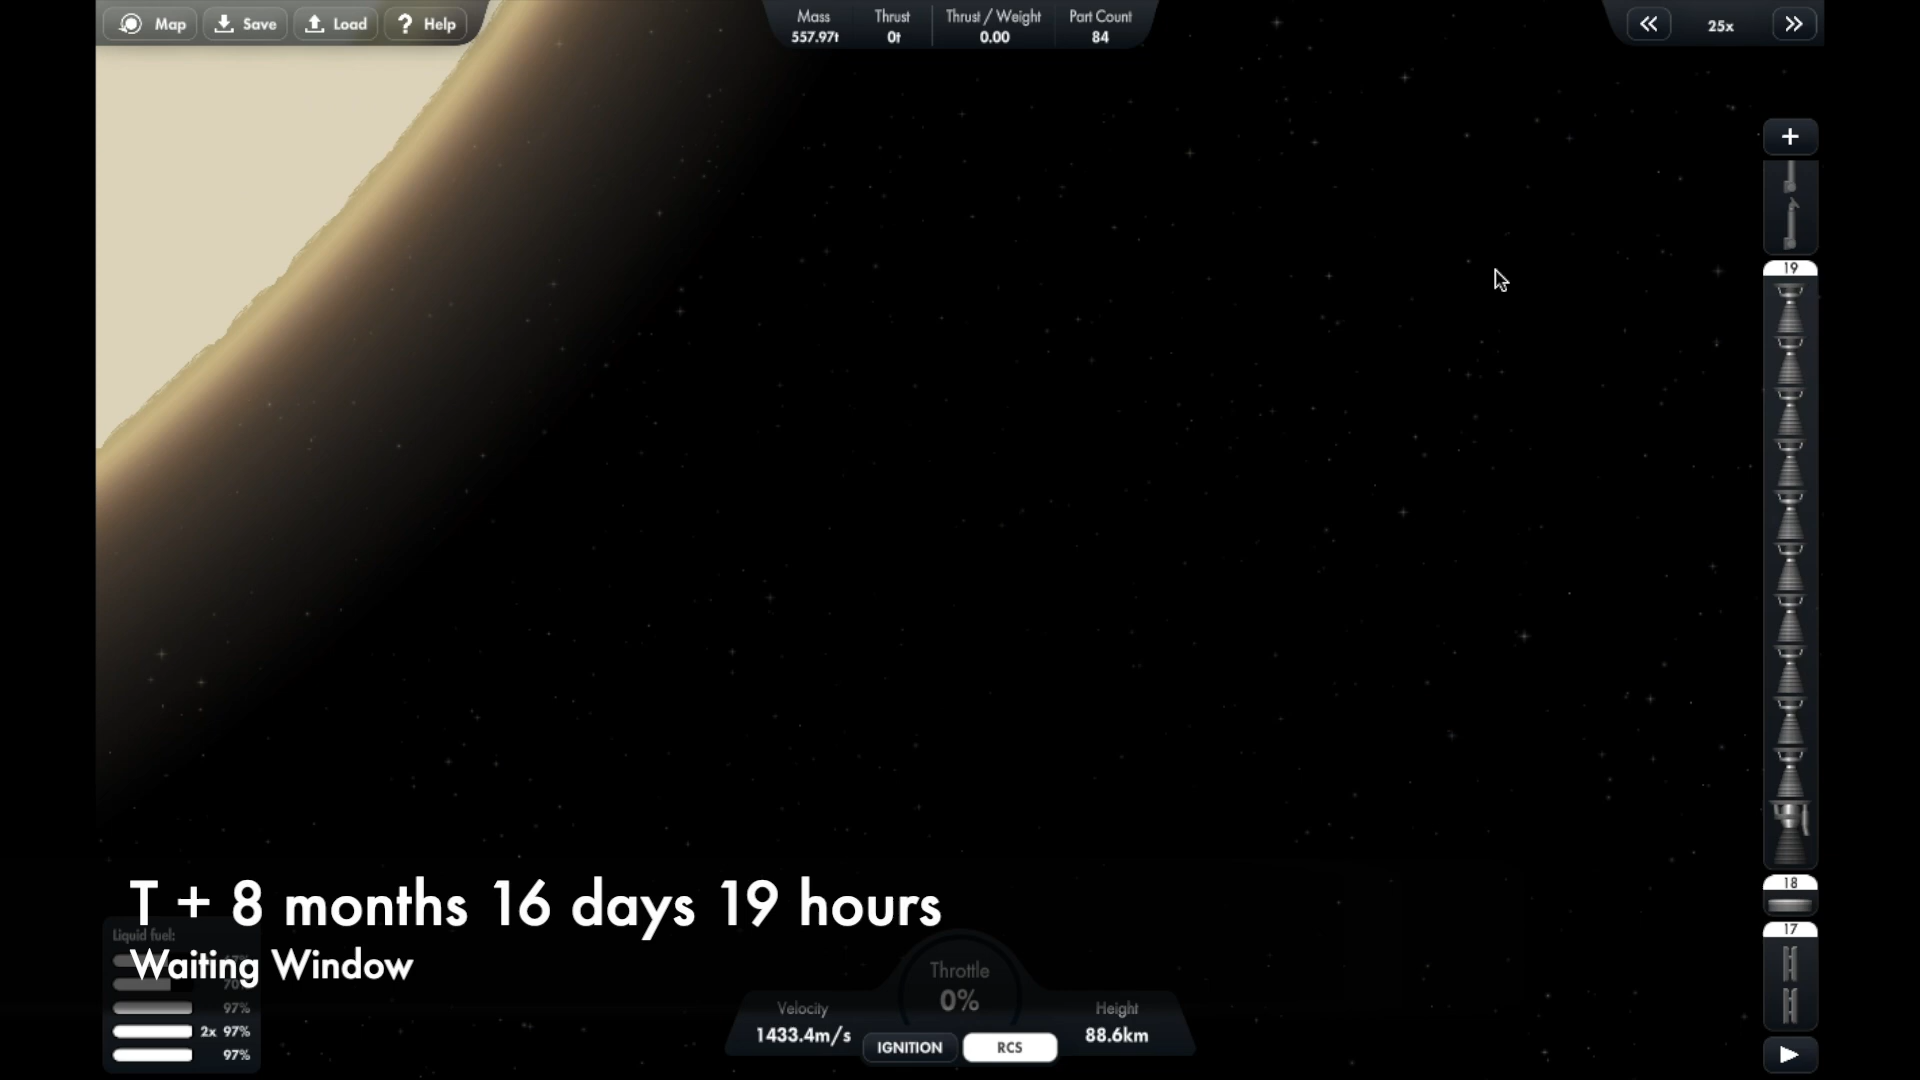 Map
Save
Load
? Help
Mass
557.97t
Thrust
0t
Thrust / Weight
0.00
Part Count
84
25x
19
18
17
T + 8 months 16 days 19 hours
Waiting Window
Liquid fuel:
70%
97%
2x 97%
97%
Throttle
0%
Velocity
1433.4m/s
Height
88.6km
IGNITION
RCS